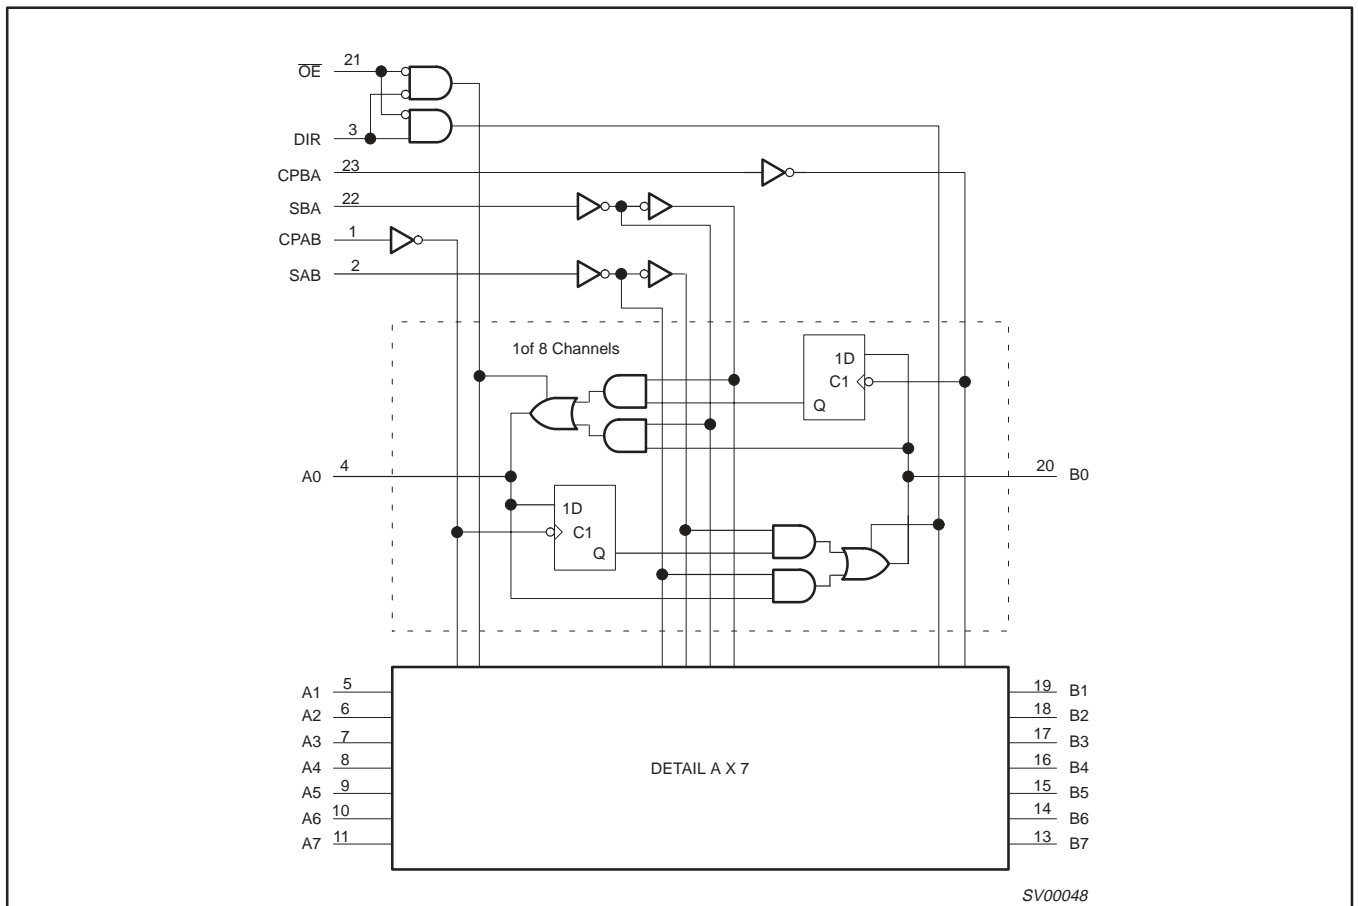 OE 21
DIR 3
CPBA 23
SBA 22
CPAB 1
SAB 2
1of 8 Channels
1D
C1
Q
A0 4
20 B0
1D
C1
Q
A1 5
19 B1
A2 6
18 B2
A3 7
17 B3
A4 8
DETAIL A X 7
16 B4
A5 9
15 B5
A6 10
14 B6
A7 11
13 B7
SV00048